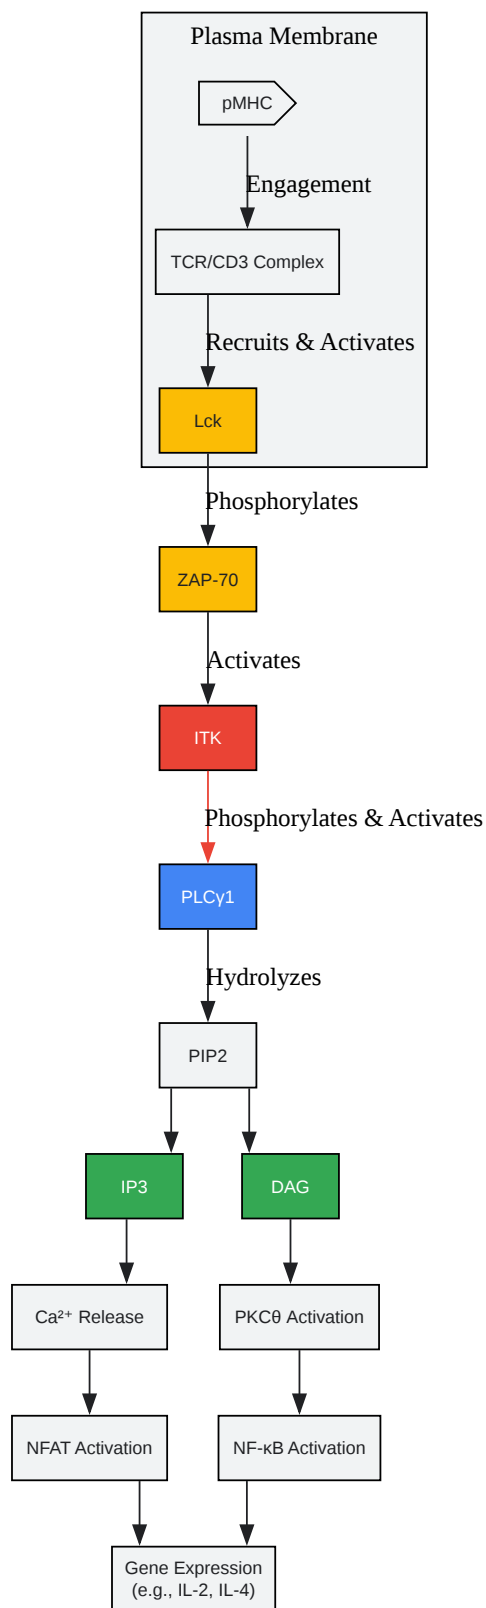 Plasma Membrane
pMHC
Engagement
TCR/CD3 Complex
Recruits & Activates
Lck
Phosphorylates
ZAP-70
Activates
ITK
Phosphorylates & Activates
PLCγ1
Hydrolyzes
PIP2
IP3
DAG
Ca²⁺ Release
PKCθ Activation
NFAT Activation
NF-κB Activation
Gene Expression
(e.g., IL-2, IL-4)